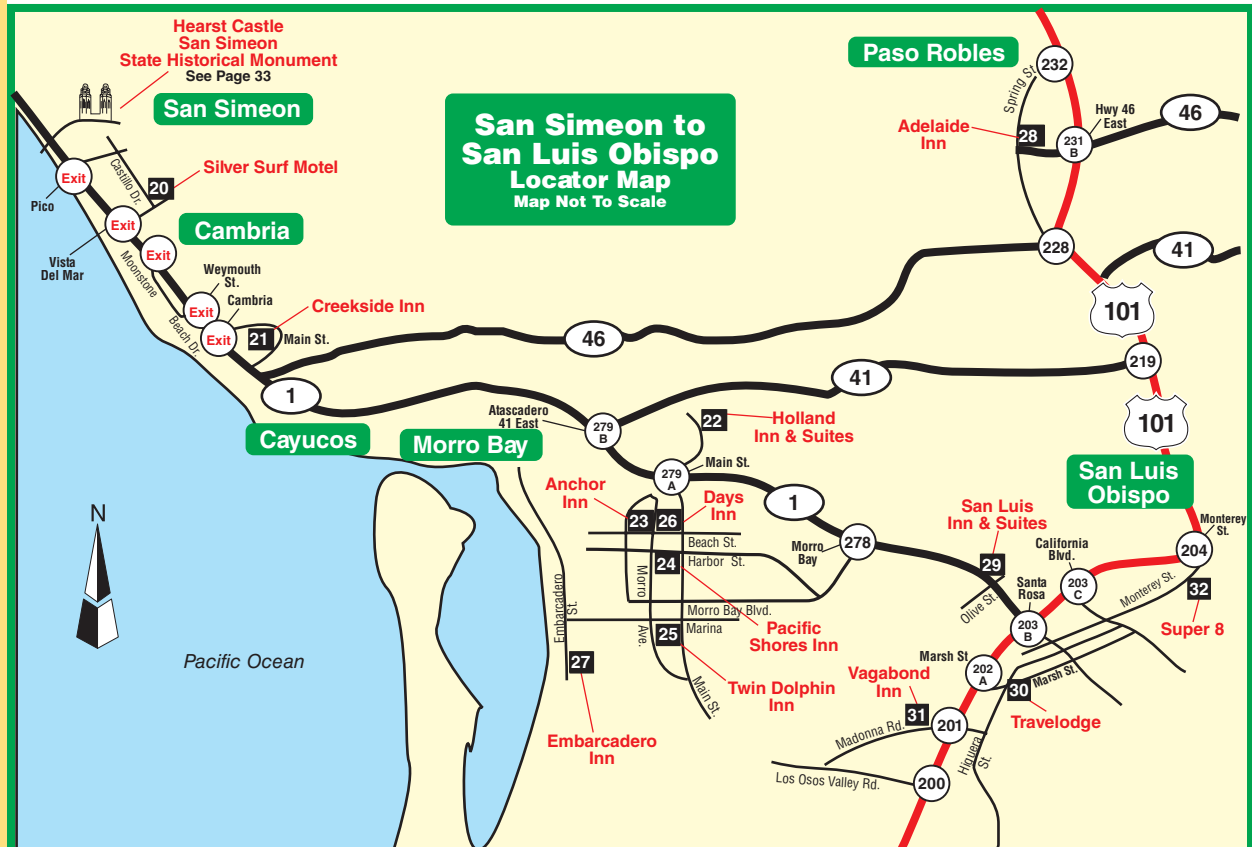 Hearst Castle
San Simeon
State Historical Monument
See Page 33
San Simeon
San Simeon to
San Luis Obispo
Locator Map
Map Not To Scale
Paso Robles
232
Spring St.
Adelaide
Inn
28
231
B
Hwy 46
East
46
Exit
Pico
Castillo Dr.
20
Silver Surf Motel
Exit
Vista
Del Mar
Cambria
Exit
Moonstone
Beach Dr.
Weymouth
St.
Exit
Cambria
Exit
21
Main St.
Creekside Inn
228
41
101
46
219
41
1
101
Cayucos
Morro Bay
Atascadero
41 East
279
B
22
Holland
Inn & Suites
279
A
Main St.
San Luis
Obispo
Anchor
Inn
23
26
Days
Inn
1
Beach St.
Harbor St.
24
Morro
Ave.
Morro Bay Blvd.
Marina
25
Pacific
Shores Inn
Twin Dolphin
Inn
Main St.
Embarcadero
St.
27
Embarcadero
Inn
Morro
Bay
278
San Luis
Inn & Suites
29
Olive St.
California
Blvd.
203
C
Monterey
St.
204
Monterey St.
32
Super 8
Santa
Rosa
203
B
Marsh St
202
A
30
Marsh St.
Travelodge
Vagabond
Inn
31
Madonna Rd.
201
Higuera
St.
Los Osos Valley Rd.
200
N
Pacific Ocean